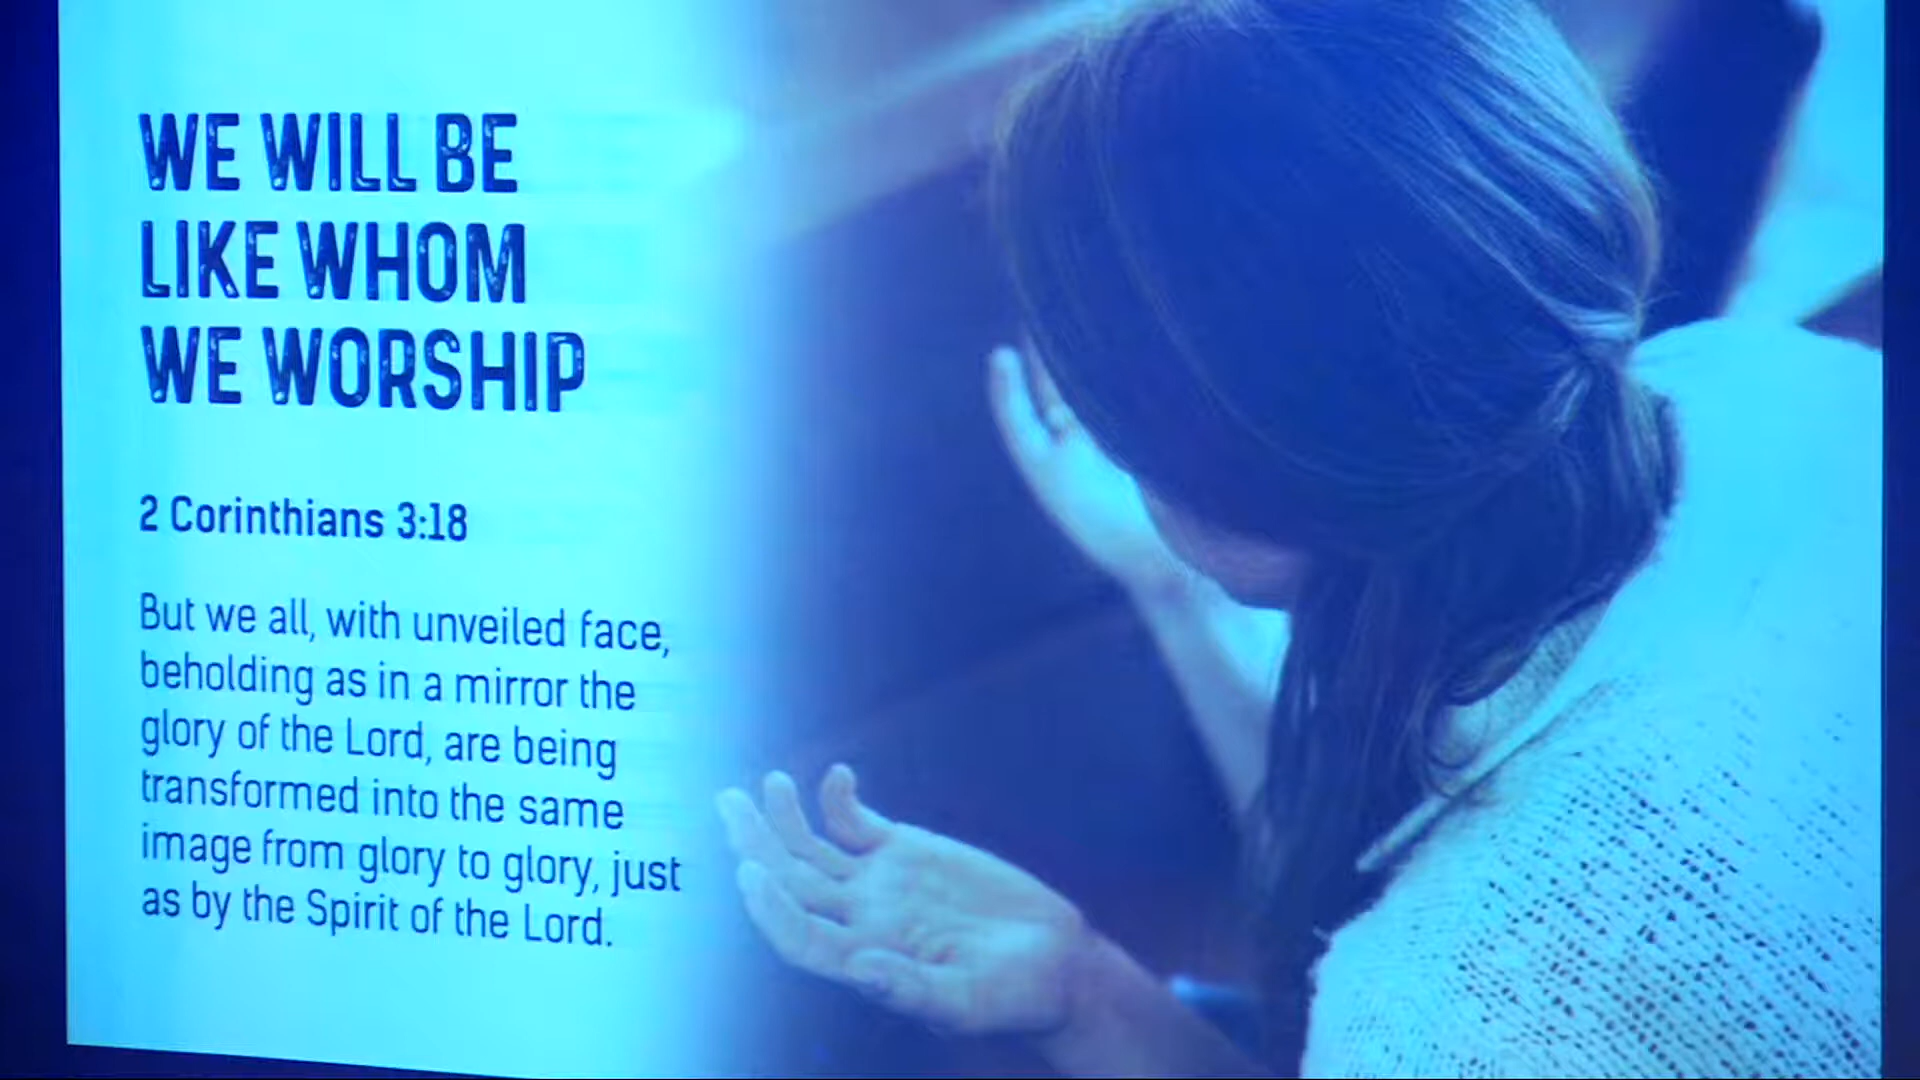 WE WILL BE
LIKE WHOM
WE WORSHIP
2 Corinthians 3:18
But we all, with unveiled face,
beholding as in a mirror the
glory of the Lord, are being
transformed into the same
image from glory to glory, just
as by the Spirit of the Lord.